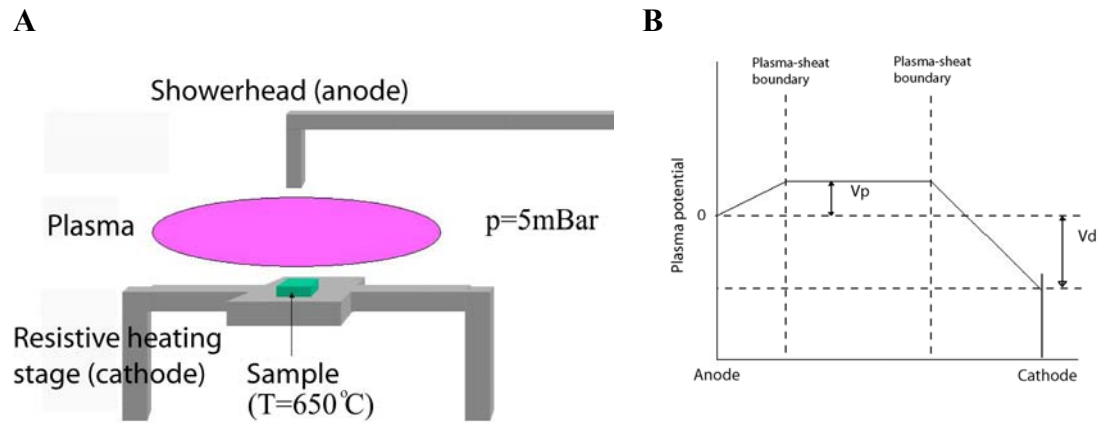 A
Showerhead (anode)
Plasma
p=5mBar
Resistive heating
stage (cathode)
Sample
(T=650°C)
B
Plasma-sheat
boundary
Plasma-sheat
boundary
Plasma potential
0
Vp
Vd
Anode
Cathode